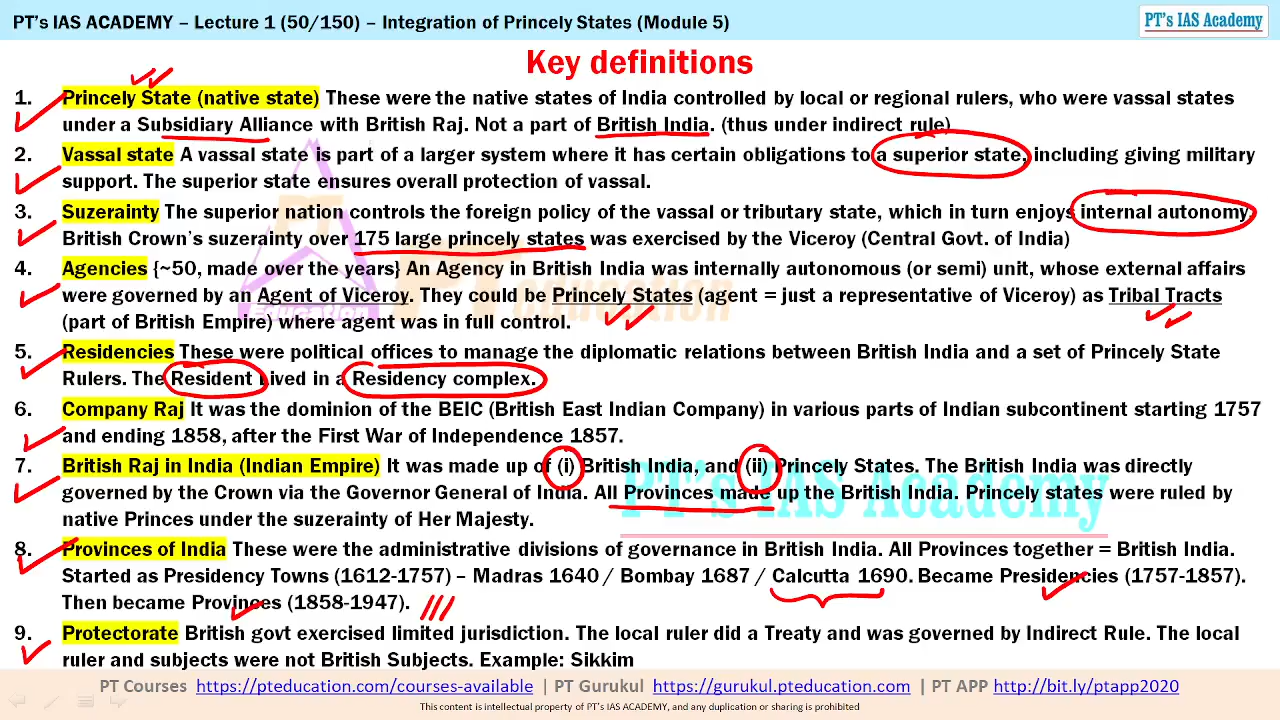 PT's IAS ACADEMY – Lecture 1 (50/150) – Integration of Princely States (Module 5)
PT's IAS Academy
Key definitions
1. Princely State (native state) These were the native states of India controlled by local or regional rulers, who were vassal states
under a Subsidiary Alliance with British Raj. Not a part of British India. (thus under indirect rule)
2. Vassal state A vassal state is part of a larger system where it has certain obligations to a superior state, including giving military
support. The superior state ensures overall protection of vassal.
3. Suzerainty The superior nation controls the foreign policy of the vassal or tributary state, which in turn enjoys internal autonomy.
British Crown's suzerainty over 175 large princely states was exercised by the Viceroy (Central Govt. of India)
4. Agencies {~50, made over the years} An Agency in British India was internally autonomous (or semi) unit, whose external affairs
were governed by an Agent of Viceroy. They could be Princely States (agent = just a representative of Viceroy) as Tribal Tracts
(part of British Empire) where agent was in full control.
5. Residencies These were political offices to manage the diplomatic relations between British India and a set of Princely State
Rulers. The Resident lived in a Residency complex.
6. Company Raj It was the dominion of the BEIC (British East Indian Company) in various parts of Indian subcontinent starting 1757
and ending 1858, after the First War of Independence 1857.
7. British Raj in India (Indian Empire) It was made up of (i) British India, and (ii) Princely States. The British India was directly
governed by the Crown via the Governor General of India. All Provinces made up the British India. Princely states were ruled by
native Princes under the suzerainty of Her Majesty.
8. Provinces of India These were the administrative divisions of governance in British India. All Provinces together = British India.
Started as Presidency Towns (1612-1757) – Madras 1640 / Bombay 1687 / Calcutta 1690. Became Presidencies (1757-1857).
Then became Provinces (1858-1947).
9. Protectorate British govt exercised limited jurisdiction. The local ruler did a Treaty and was governed by Indirect Rule. The local
ruler and subjects were not British Subjects. Example: Sikkim
PT education
Education
PT's IAS Academy
PT Courses https://pteducation.com/courses-available | PT Gurukul https://gurukul.pteducation.com | PT APP http://bit.ly/ptapp2020
This content is intellectual property of PT's IAS ACADEMY, and any duplication or sharing is prohibited